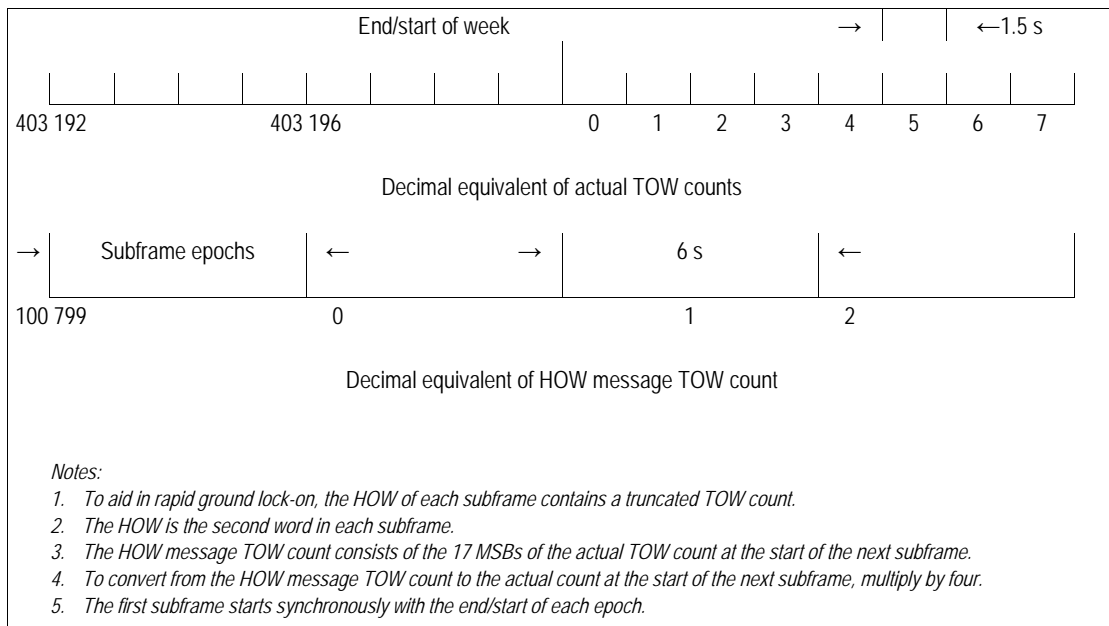 End/start of week → ←1.5 s
403 192 403 196 0 1 2 3 4 5 6 7
Decimal equivalent of actual TOW counts
→ Subframe epochs ← → 6 s ←
100 799 0 1 2
Decimal equivalent of HOW message TOW count
Notes:
1. To aid in rapid ground lock-on, the HOW of each subframe contains a truncated TOW count.
2. The HOW is the second word in each subframe.
3. The HOW message TOW count consists of the 17 MSBs of the actual TOW count at the start of the next subframe.
4. To convert from the HOW message TOW count to the actual count at the start of the next subframe, multiply by four.
5. The first subframe starts synchronously with the end/start of each epoch.